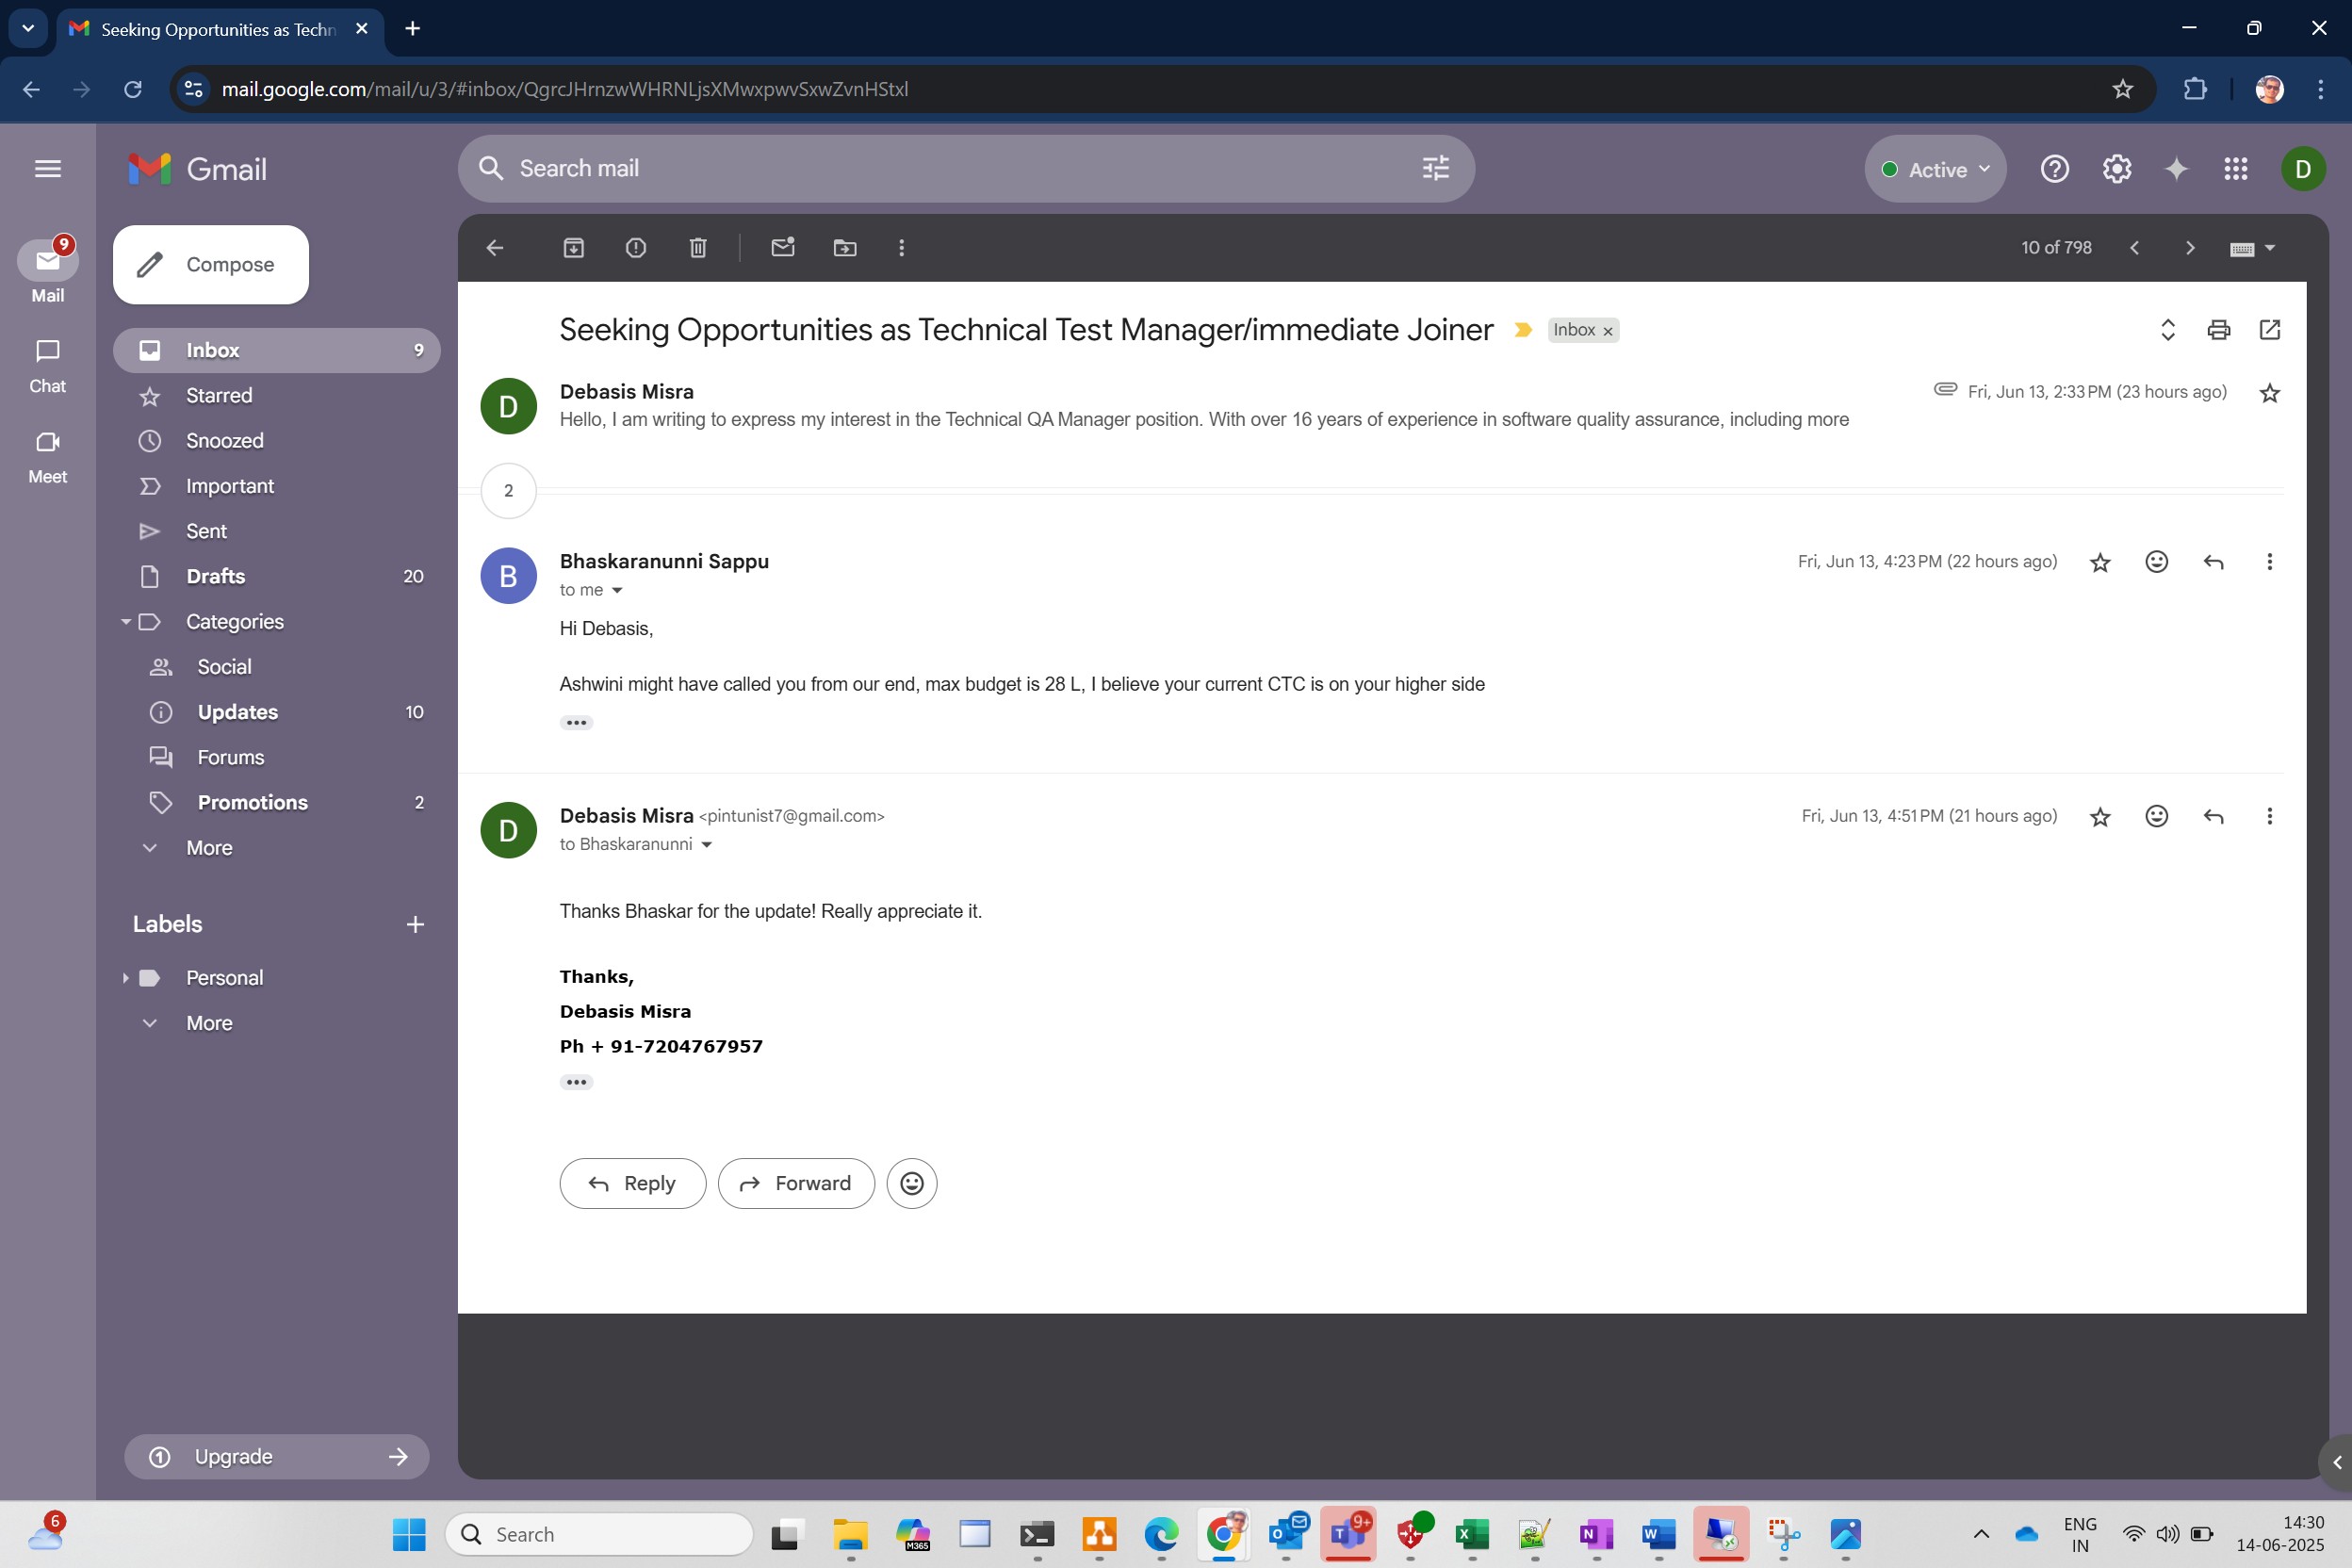 Seeking Opportunities as Techn
mail.google.com/mail/u/3/#inbox/QgrcJHrnzwWHRNLjsXMwxpwvSxwZvnHStxl
Gmail
Search mail
Active
D
9
Mail
Chat
Meet
Compose
Inbox 9
Starred
Snoozed
Important
Sent
Drafts 20
Categories
Social
Updates 10
Forums
Promotions 2
More
Labels
Personal
More
Upgrade
10 of 798
Seeking Opportunities as Technical Test Manager/immediate Joiner Inbox
D
Debasis Misra Fri, Jun 13, 2:33 PM (23 hours ago)
Hello, I am writing to express my interest in the Technical QA Manager position. With over 16 years of experience in software quality assurance, including more
2
B
Bhaskaranunni Sappu Fri, Jun 13, 4:23 PM (22 hours ago)
to me
Hi Debasis,
Ashwini might have called you from our end, max budget is 28 L, I believe your current CTC is on your higher side
D
Debasis Misra <pintunist7@gmail.com> Fri, Jun 13, 4:51 PM (21 hours ago)
to Bhaskaranunni
Thanks Bhaskar for the update! Really appreciate it.
Thanks,
Debasis Misra
Ph + 91-7204767957
Reply Forward
6
Search
M365
9+
ENG
IN
14:30
14-06-2025